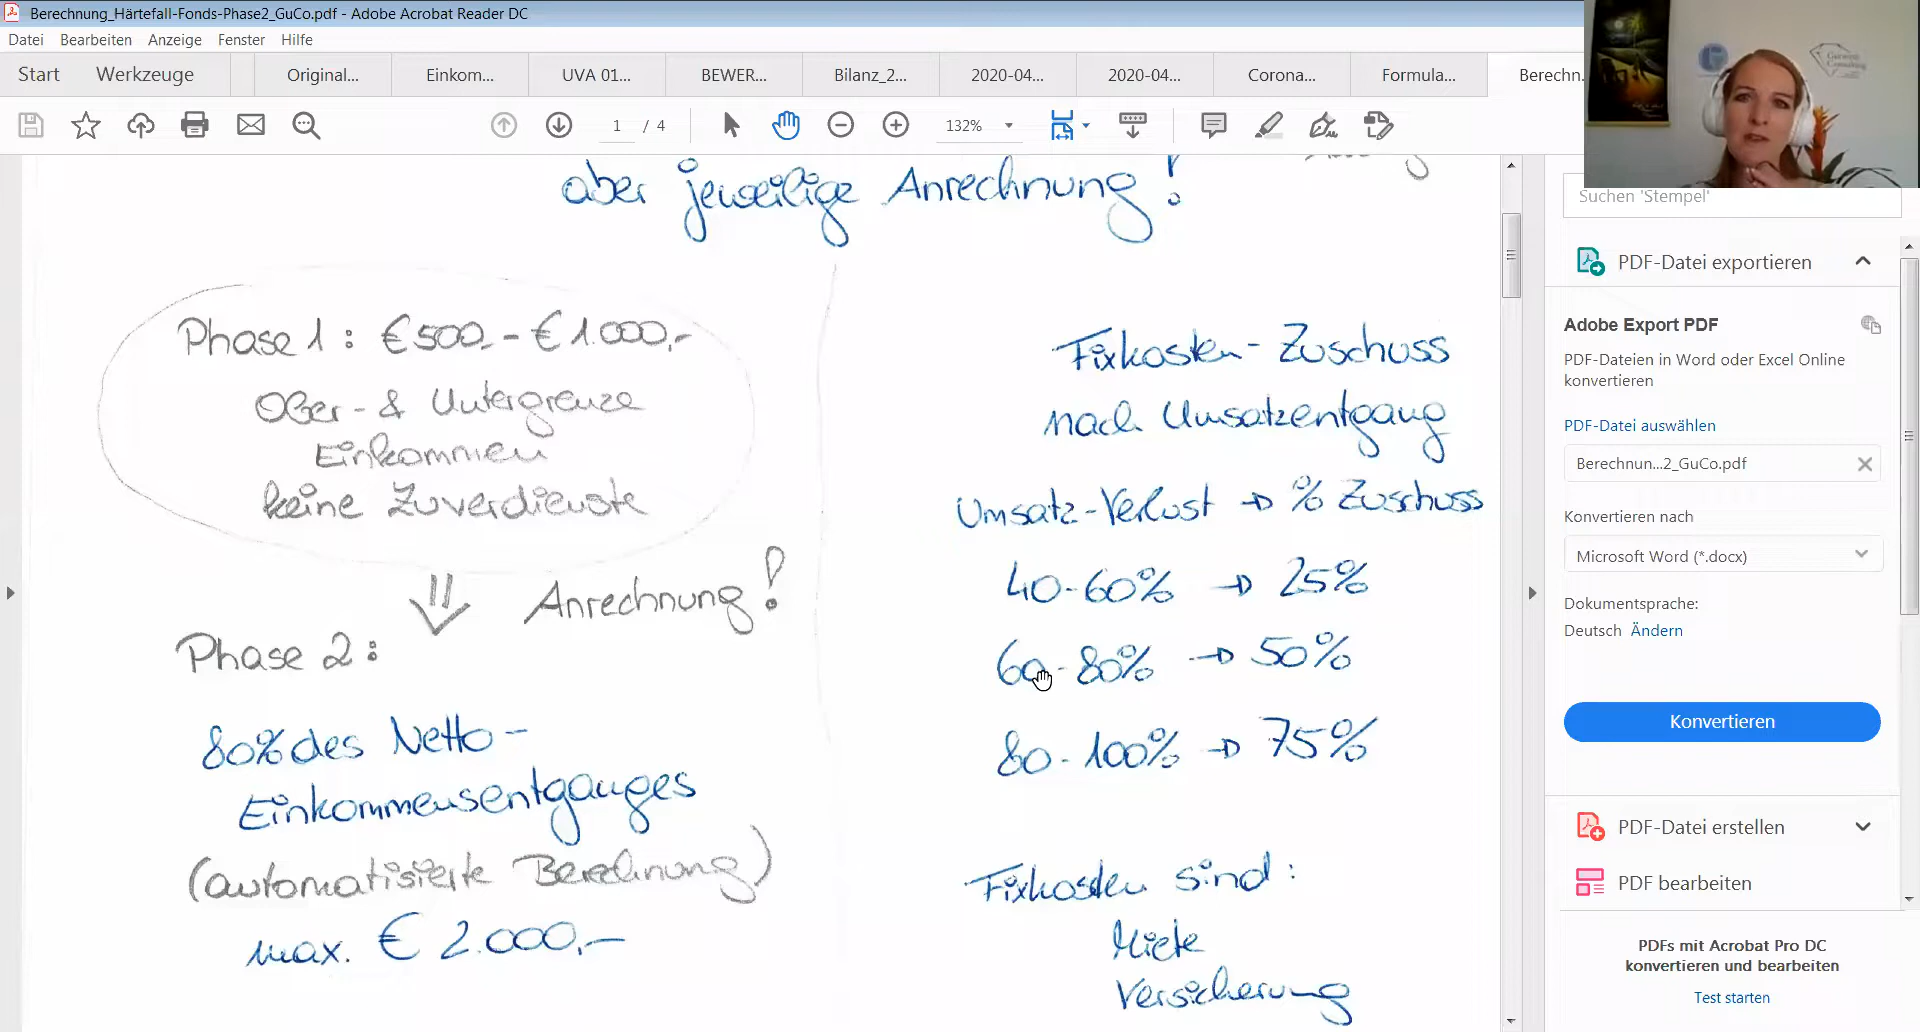 Berechnung_Härtefall-Fonds-Phase2_GuCo.pdf - Adobe Acrobat Reader DC
Datei Bearbeiten Anzeige Fenster Hilfe
Start Werkzeuge Original... Einkom... UVA 01... BEWER... Bilanz_2... 2020-04... 2020-04... Corona... Formula... Berechn.
1 / 4 132%
aber jeweilige Anrechnung!
Phase 1: € 500,- - € 1.000,-
Ober- & Untergrenze
Einkommen
keine Zuverdienste
Anrechnung!
Phase 2:
80% des Netto-
Einkommensentganges
(automatisierte Berechnung)
max. € 2.000,-
Fixkosten-Zuschuss
nach Umsatzentgang
Umsatz-Verlust → % Zuschuss
40-60% → 25%
60-80% → 50%
80-100% → 75%
Fixkosten sind:
Miete
Versicherung
Suchen 'Stempel'
PDF-Datei exportieren
Adobe Export PDF
PDF-Dateien in Word oder Excel Online
konvertieren
PDF-Datei auswählen
Berechnun...2_GuCo.pdf
Konvertieren nach
Microsoft Word (*.docx)
Dokumentsprache:
Deutsch Ändern
Konvertieren
PDF-Datei erstellen
PDF bearbeiten
PDFs mit Acrobat Pro DC
konvertieren und bearbeiten
Test starten